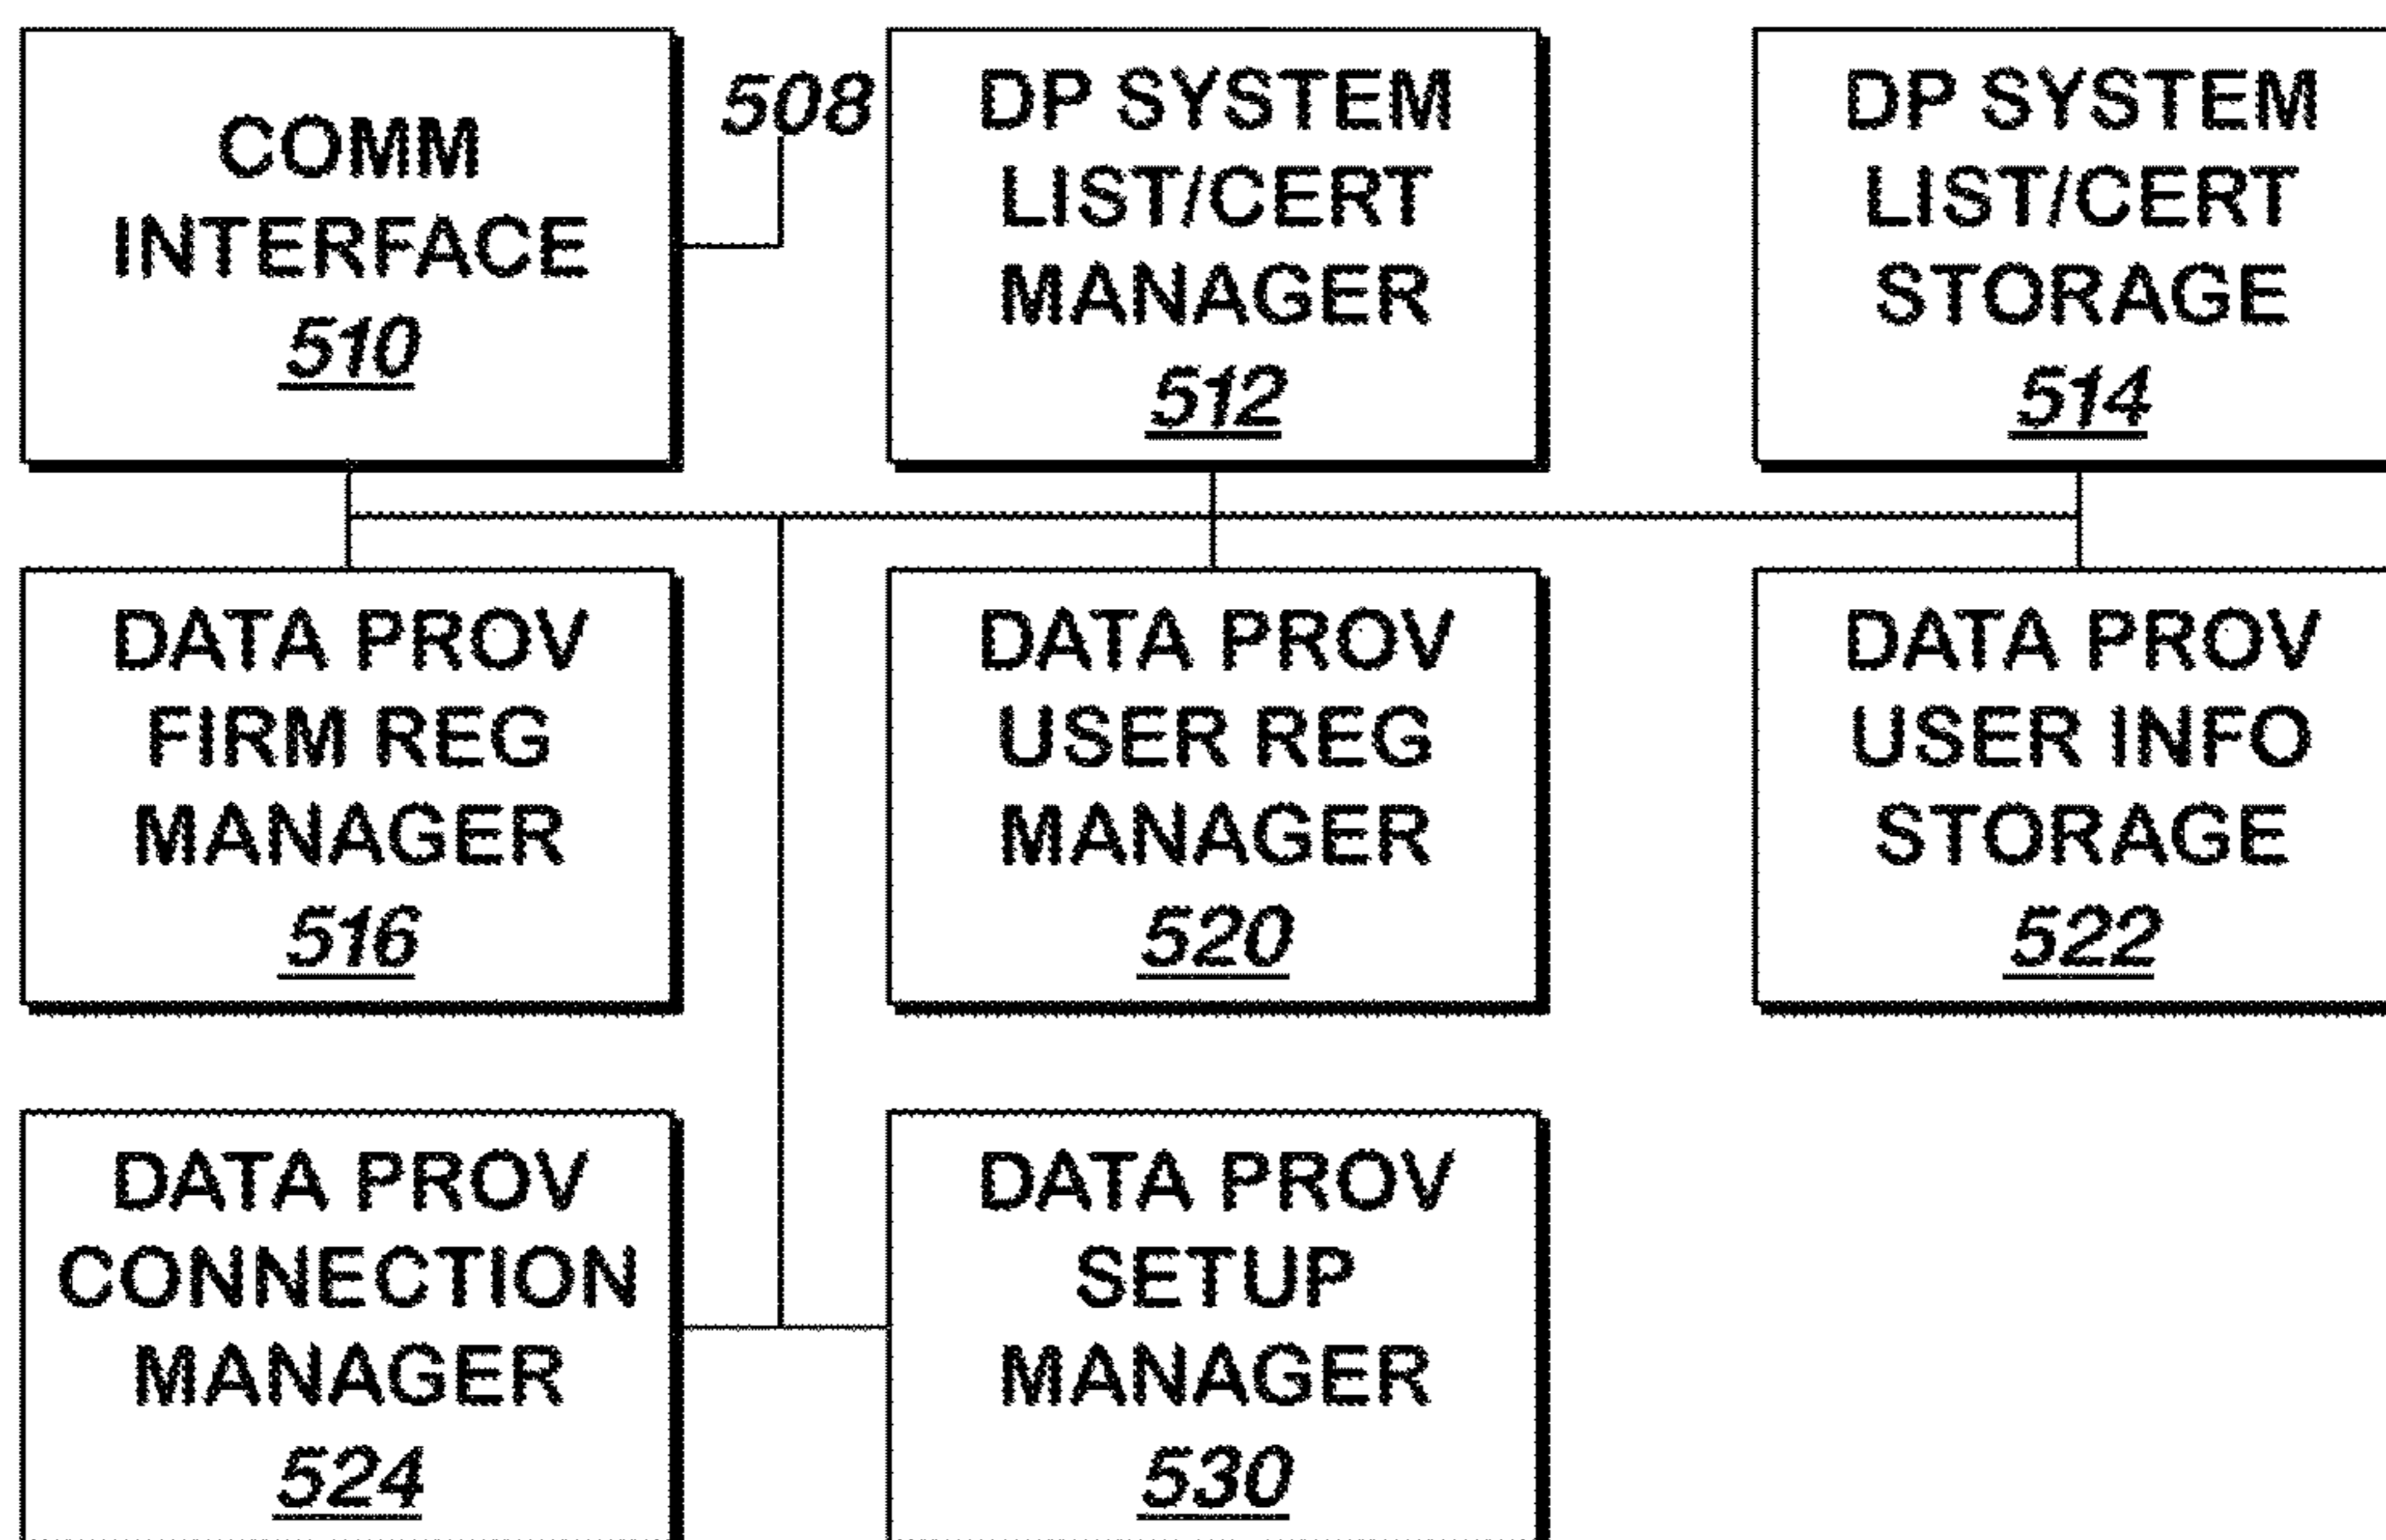 COMM
INTERFACE
510
508
DP SYSTEM
LIST/CERT
MANAGER
512
DP SYSTEM
LIST/CERT
STORAGE
514
DATA PROV
FIRM REG
MANAGER
516
DATA PROV
USER REG
MANAGER
520
DATA PROV
USER INFO
STORAGE
522
DATA PROV
CONNECTION
MANAGER
524
DATA PROV
SETUP
MANAGER
530